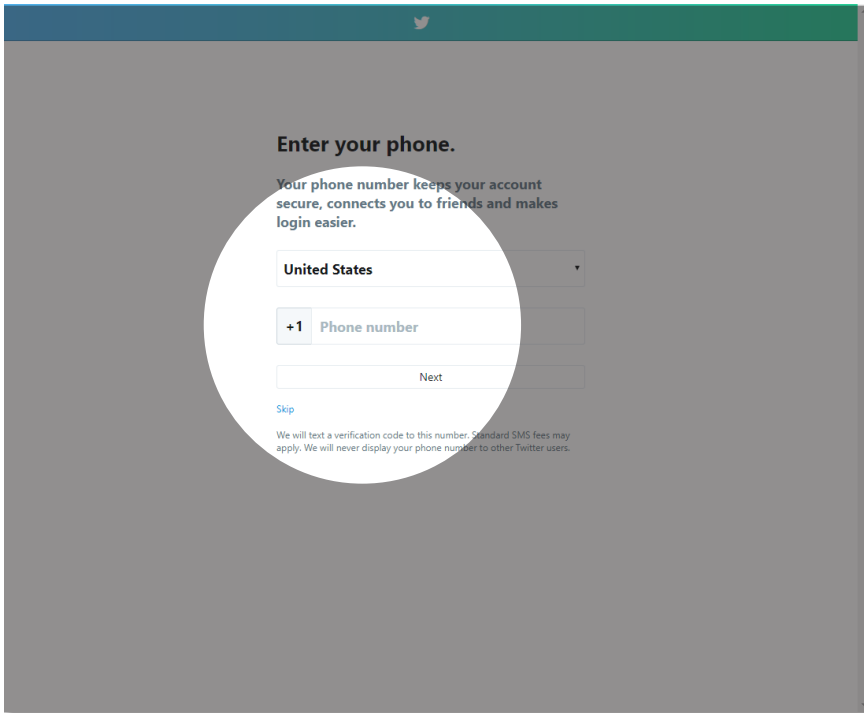 Enter your phone.
Your phone number keeps your account
secure, connects you to friends and makes
login easier.
United States
+1 Phone number
Next
Skip
We will text a verification code to this number. Standard SMS fees may
apply. We will never display your phone number to other Twitter users.